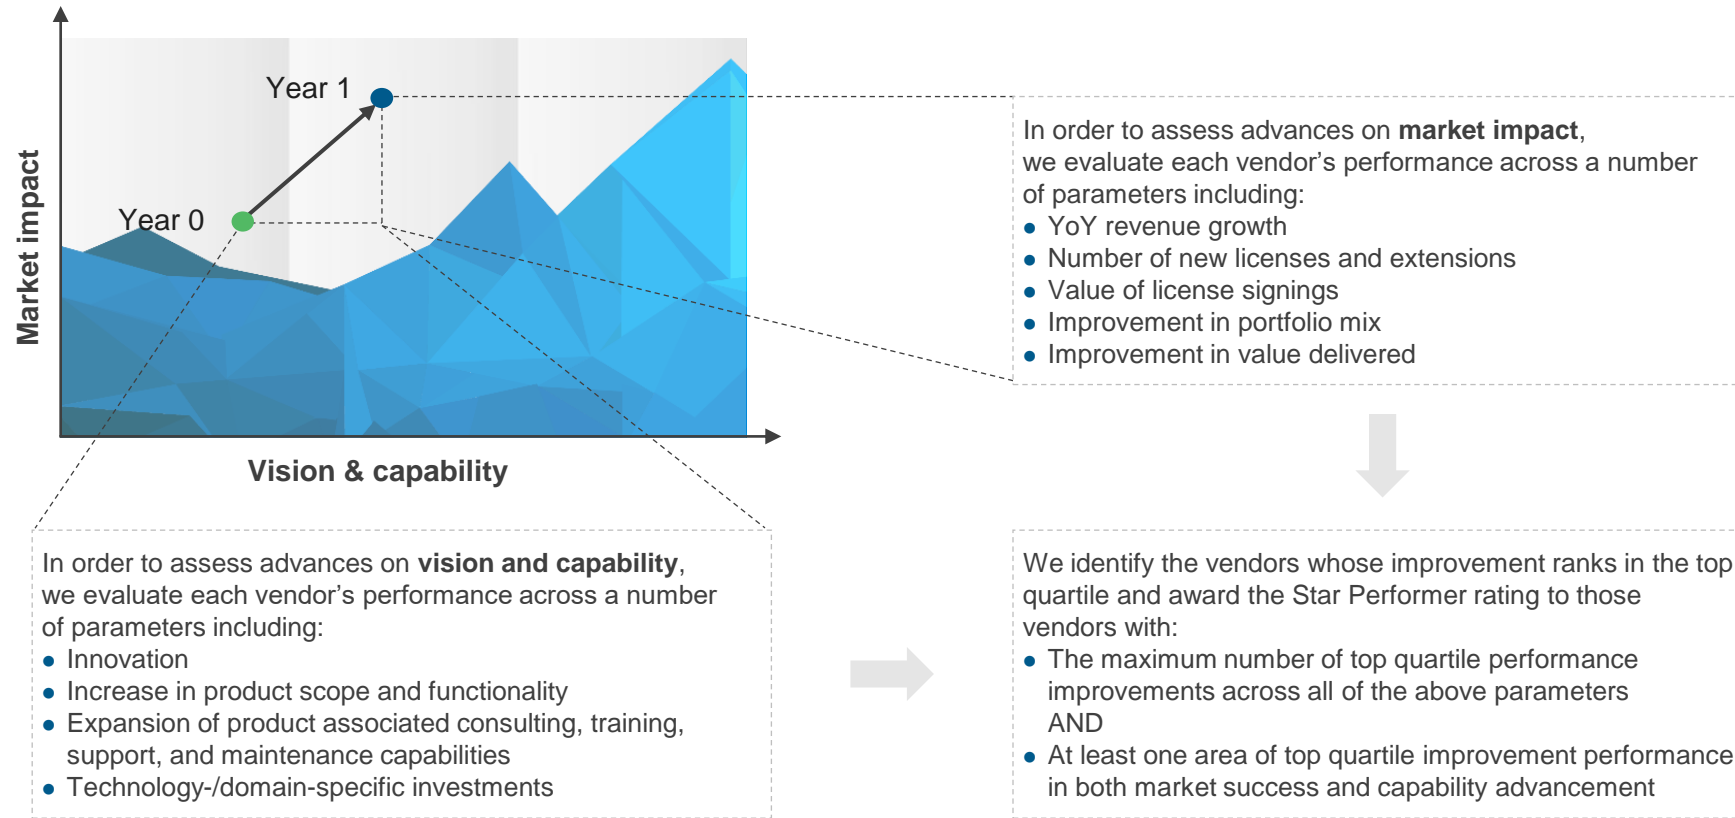 Year 1
Year 0
Market impact
Vision & capability
In order to assess advances on market impact,
we evaluate each vendor’s performance across a number
of parameters including:
● YoY revenue growth
● Number of new licenses and extensions
● Value of license signings
● Improvement in portfolio mix
● Improvement in value delivered
In order to assess advances on vision and capability,
we evaluate each vendor’s performance across a number
of parameters including:
● Innovation
● Increase in product scope and functionality
● Expansion of product associated consulting, training,
support, and maintenance capabilities
● Technology-/domain-specific investments
We identify the vendors whose improvement ranks in the top
quartile and award the Star Performer rating to those
vendors with:
● The maximum number of top quartile performance
improvements across all of the above parameters
AND
● At least one area of top quartile improvement performance
in both market success and capability advancement